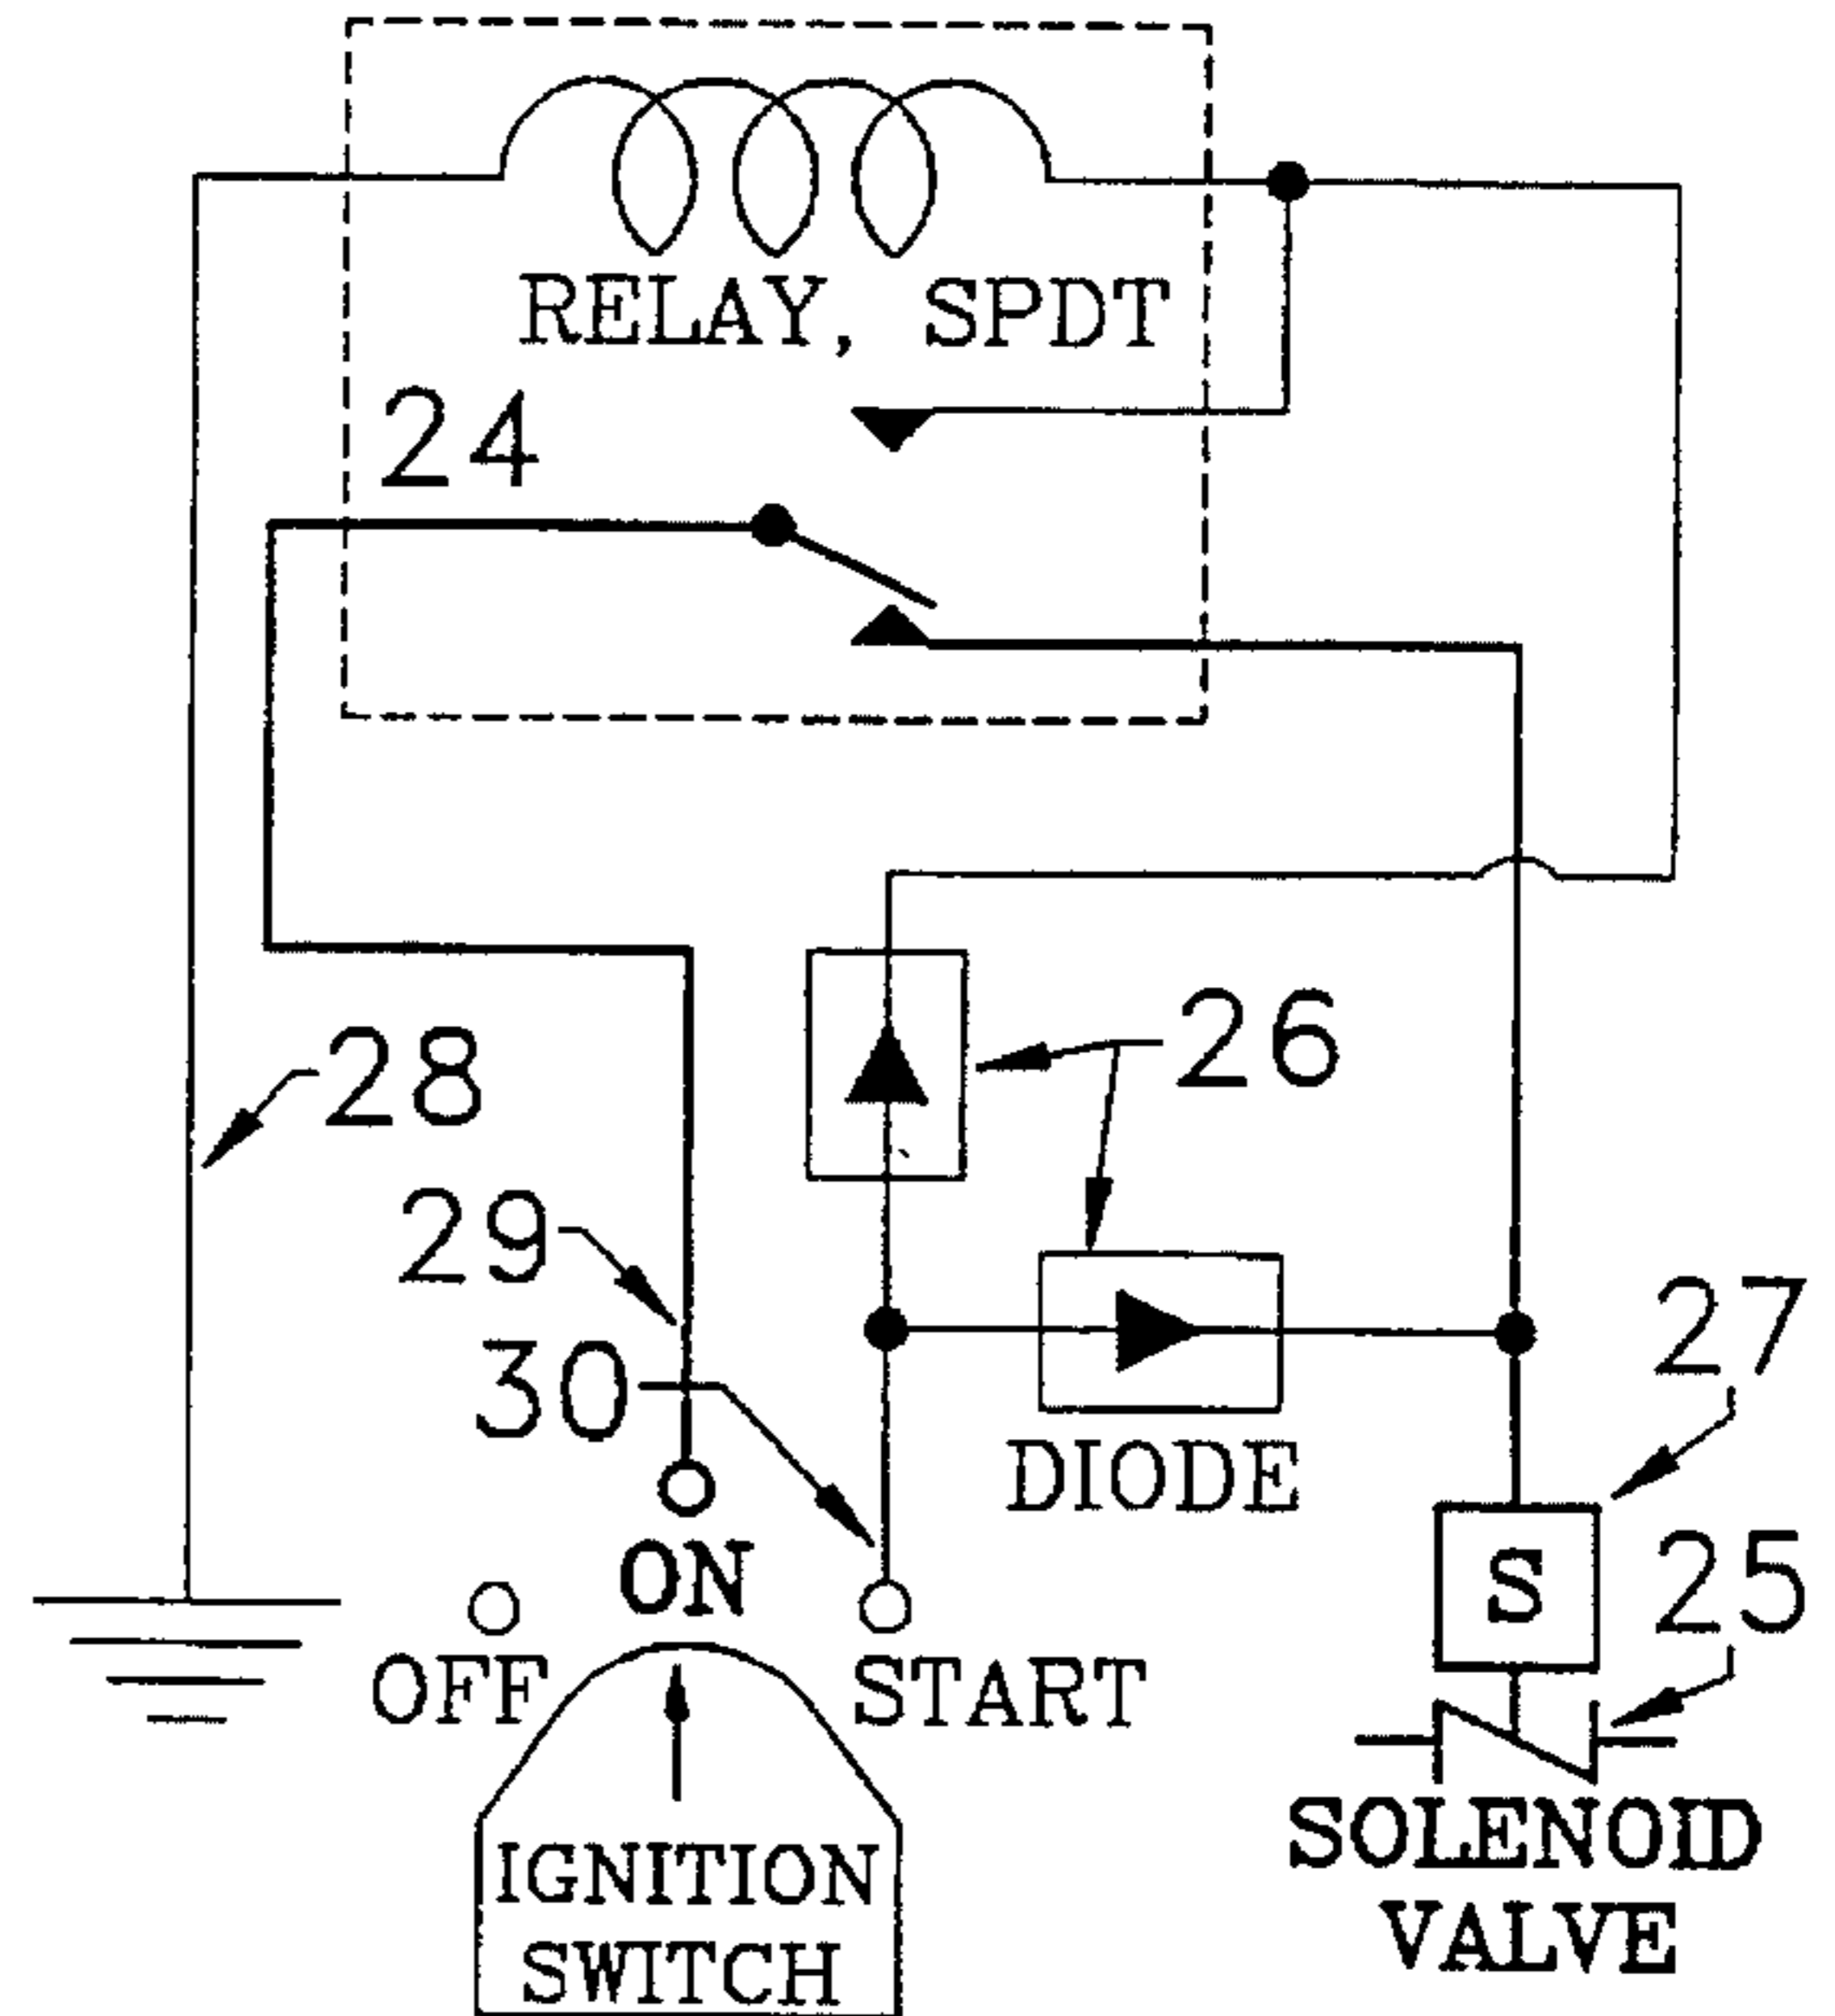 RELAY, SPDT
24
26
28
29
27
30
DIODE
S
25
ON
OFF
START
SOLENOID
VALVE
IGNITION
SWITCH